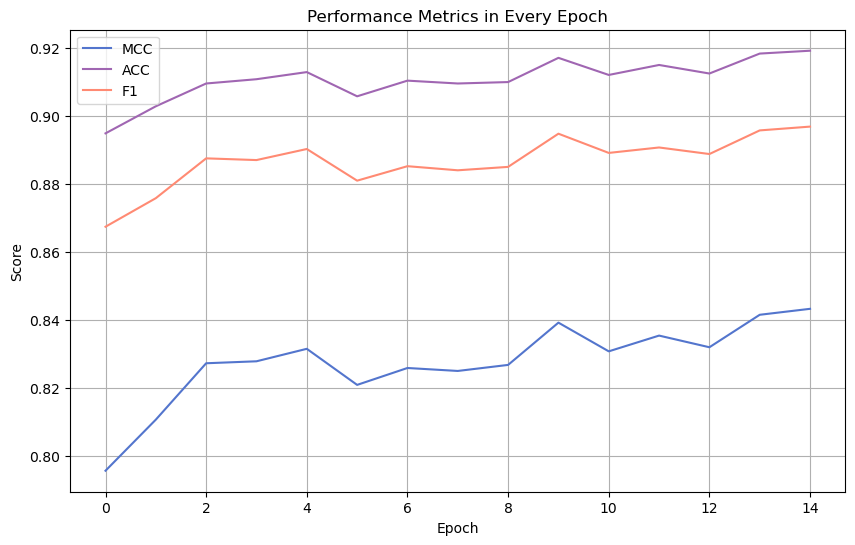 Performance Metrics in Every Epoch
MCC
ACC
F1
0.92
0.90
0.88
0.86
0.84
0.82
0.80
Score
0 2 4 6 8 10 12 14
Epoch